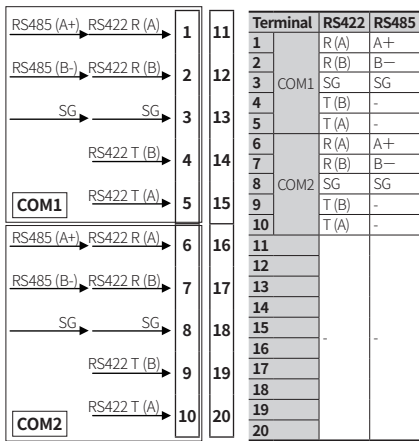 RS485 (A+) RS422 R (A) 1 11
RS485 (B-) RS422 R (B) 2 12
SG SG 3 13
RS422 T (B) 4 14
RS422 T (A) 5 15
COM1
RS485 (A+) RS422 R (A) 6 16
RS485 (B-) RS422 R (B) 7 17
SG SG 8 18
RS422 T (B) 9 19
RS422 T (A) 10 20
COM2
Terminal RS422 RS485
1 COM1 R (A) A+
2 R (B) B−
3 SG SG
4 T (B) -
5 T (A) -
6 COM2 R (A) A+
7 R (B) B−
8 SG SG
9 T (B) -
10 T (A) -
11 - -
12
13
14
15
16
17
18
19
20